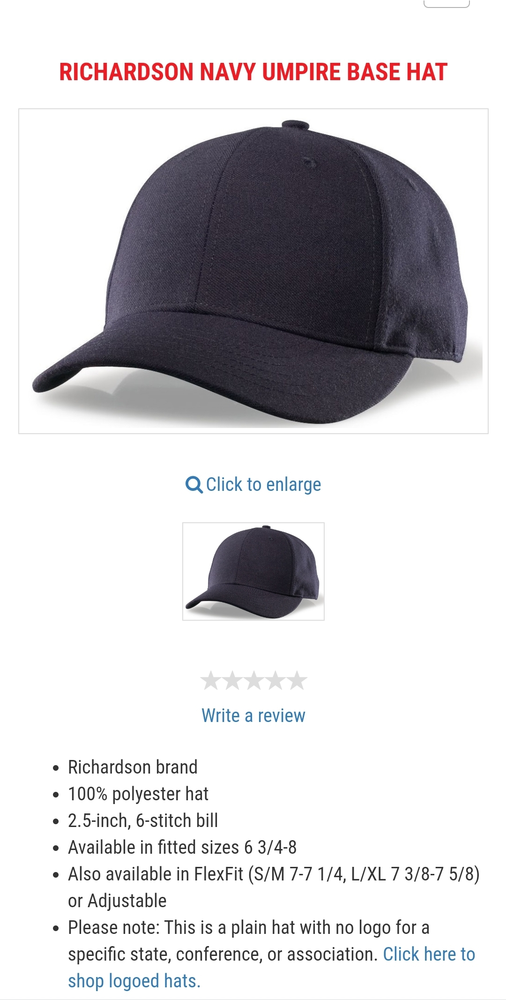 RICHARDSON NAVY UMPIRE BASE HAT
Click to enlarge
Write a review
Richardson brand
100% polyester hat
2.5-inch, 6-stitch bill
Available in fitted sizes 6 3/4-8
Also available in FlexFit (S/M 7-7 1/4, L/XL 7 3/8-7 5/8)
or Adjustable
Please note: This is a plain hat with no logo for a
specific state, conference, or association. Click here to
shop logoed hats.